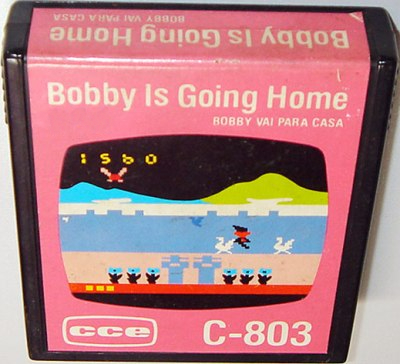 Bobby Is Going Home
BOBBY VAI PARA CASA
Bobby Is Going Home
BOBBY VAI PARA CASA
1560
cce
C-803